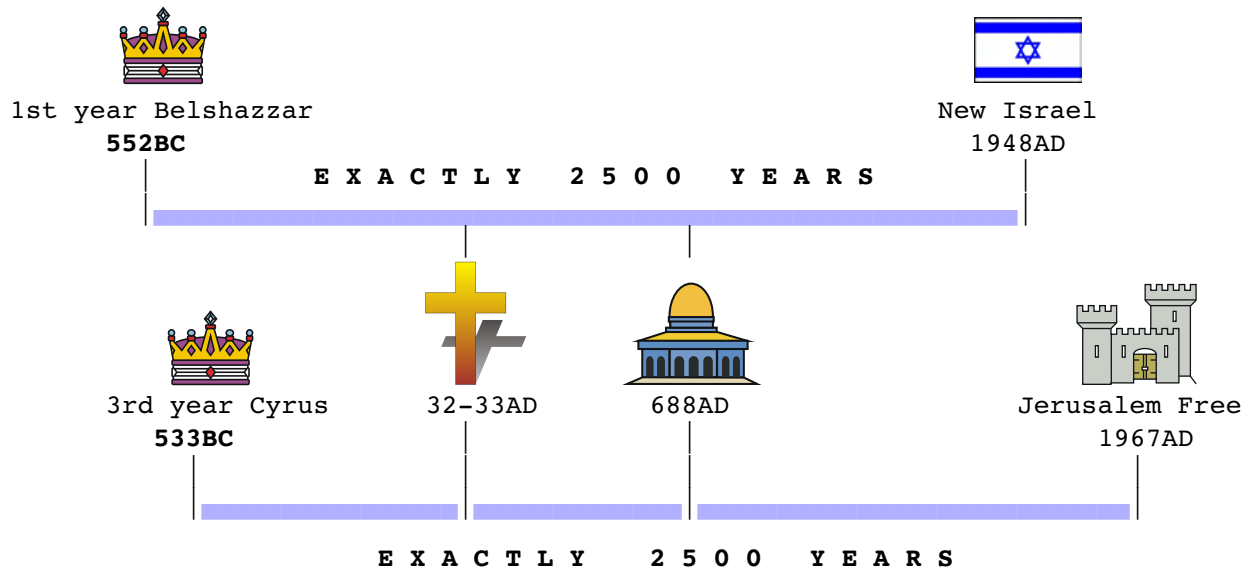 1st year Belshazzar
552BC
New Israel
1948AD
EXACTLY 2500 YEARS
3rd year Cyrus
533BC
32-33AD
688AD
Jerusalem Free
1967AD
EXACTLY 2500 YEARS